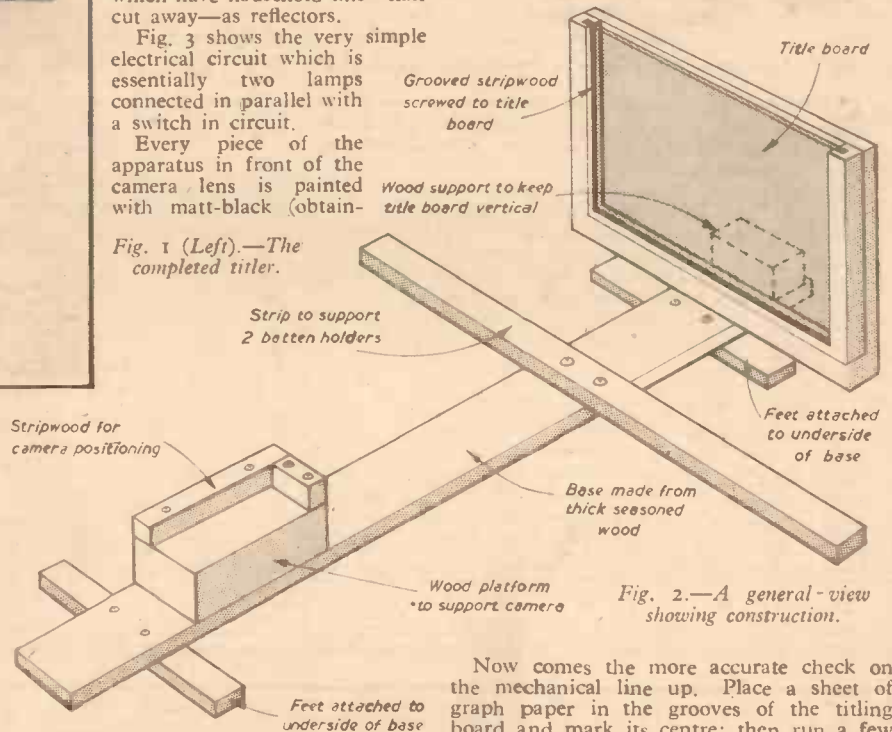 cut away—as reflectors.
Fig. 3 shows the very simple
electrical circuit which is
essentially two lamps
connected in parallel with
a switch in circuit.
Every piece of the
apparatus in front of the
camera lens is painted
with matt-black (obtain-
Fig. 1 (Left).—The
completed titler.
Grooved stripwood
screwed to title
board
Title board
Wood support to keep
title board vertical
Strip to support
2 batten holders
Stripwood for
camera positioning
Feet attached
to underside
of base
Base made from
thick seasoned
wood
Wood platform
to support camera
Fig. 2.—A general-view
showing construction.
Feet attached to
underside of base
Now comes the more accurate check on
the mechanical line up. Place a sheet of
graph paper in the grooves of the titling
board and mark its centre; then run a few